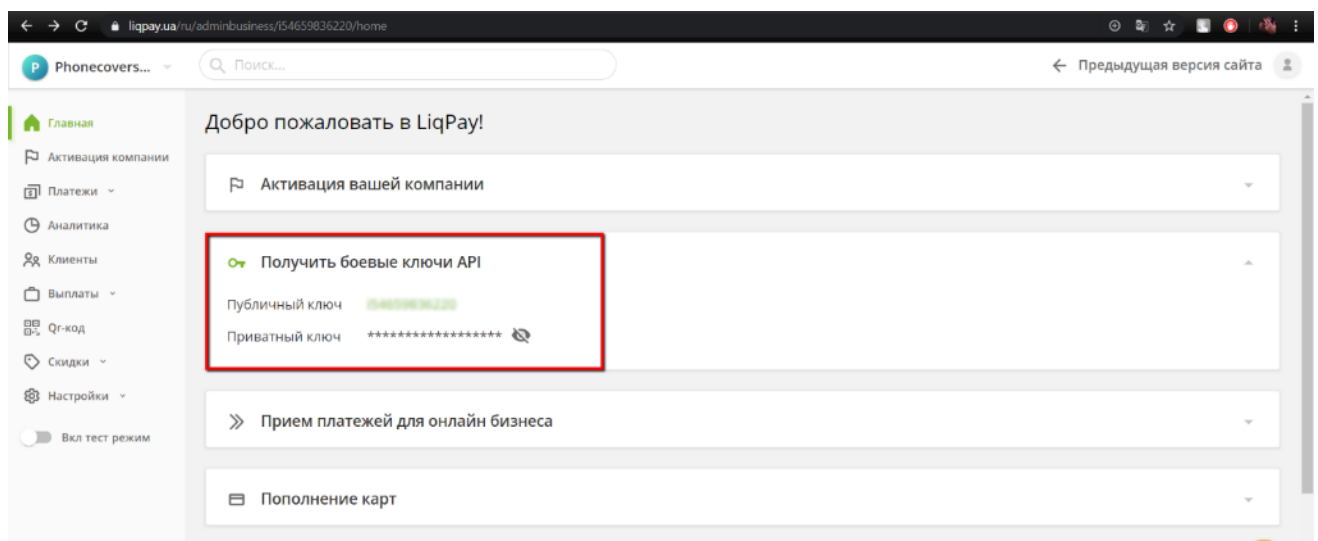 liqpay.ua/ru/adminbusiness/i54659836220/home
P Phonecovers...
Поиск...
Предыдущая версия сайта
Главная
Активация компании
Платежи
Аналитика
Клиенты
Выплаты
Qr-код
Скидки
Настройки
Вкл тест режим
Добро пожаловать в LiqPay!
Активация вашей компании
Получить боевые ключи API
Публичный ключ
Приватный ключ ******************
Прием платежей для онлайн бизнеса
Пополнение карт